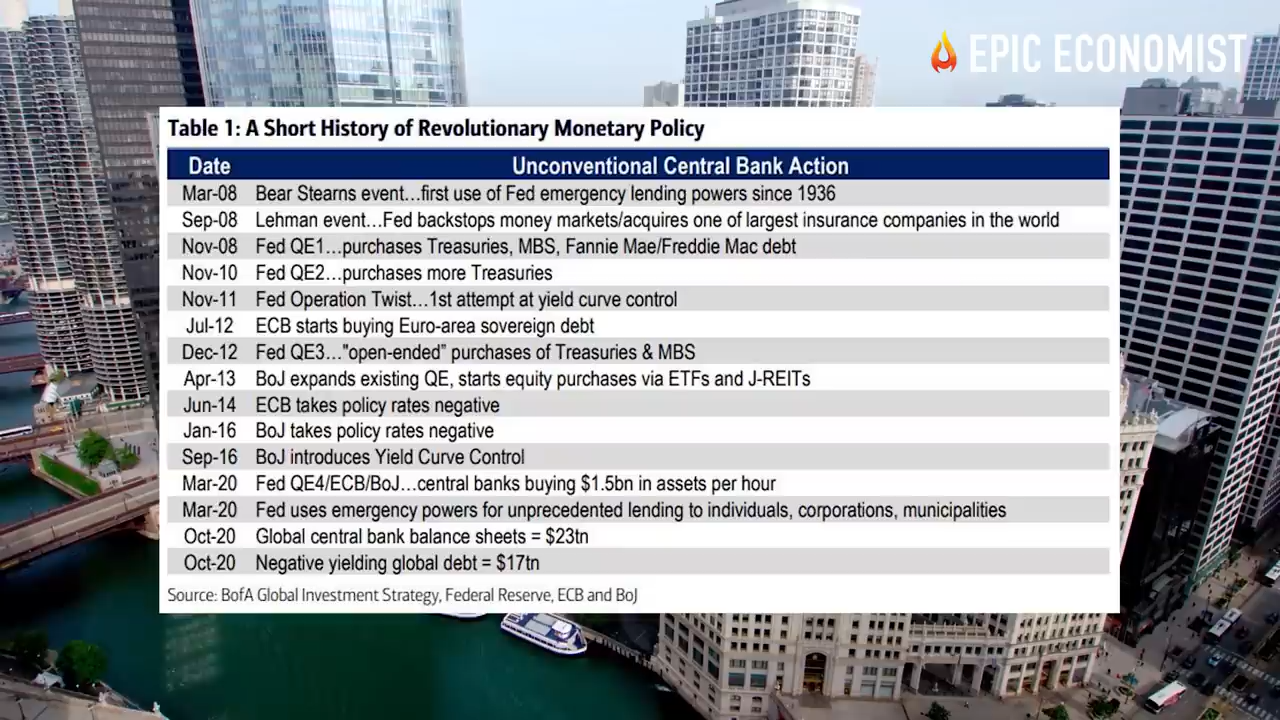 EPIC ECONOMIST
Table 1: A Short History of Revolutionary Monetary Policy
Date Unconventional Central Bank Action
Mar-08 Bear Stearns event...first use of Fed emergency lending powers since 1936
Sep-08 Lehman event...Fed backstops money markets/acquires one of largest insurance companies in the world
Nov-08 Fed QE1...purchases Treasuries, MBS, Fannie Mae/Freddie Mac debt
Nov-10 Fed QE2...purchases more Treasuries
Nov-11 Fed Operation Twist...1st attempt at yield curve control
Jul-12 ECB starts buying Euro-area sovereign debt
Dec-12 Fed QE3..."open-ended" purchases of Treasuries & MBS
Apr-13 BoJ expands existing QE, starts equity purchases via ETFs and J-REITs
Jun-14 ECB takes policy rates negative
Jan-16 BoJ takes policy rates negative
Sep-16 BoJ introduces Yield Curve Control
Mar-20 Fed QE4/ECB/BoJ...central banks buying $1.5bn in assets per hour
Mar-20 Fed uses emergency powers for unprecedented lending to individuals, corporations, municipalities
Oct-20 Global central bank balance sheets = $23tn
Oct-20 Negative yielding global debt = $17tn
Source: BofA Global Investment Strategy, Federal Reserve, ECB and BoJ